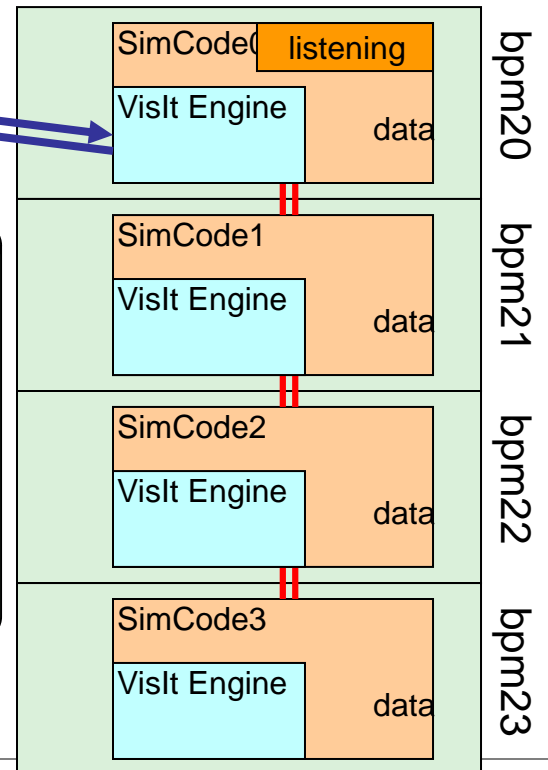 SimCode0
listening
VisIt Engine
data
bpm20
SimCode1
VisIt Engine
data
bpm21
SimCode2
VisIt Engine
data
bpm22
SimCode3
VisIt Engine
data
bpm23